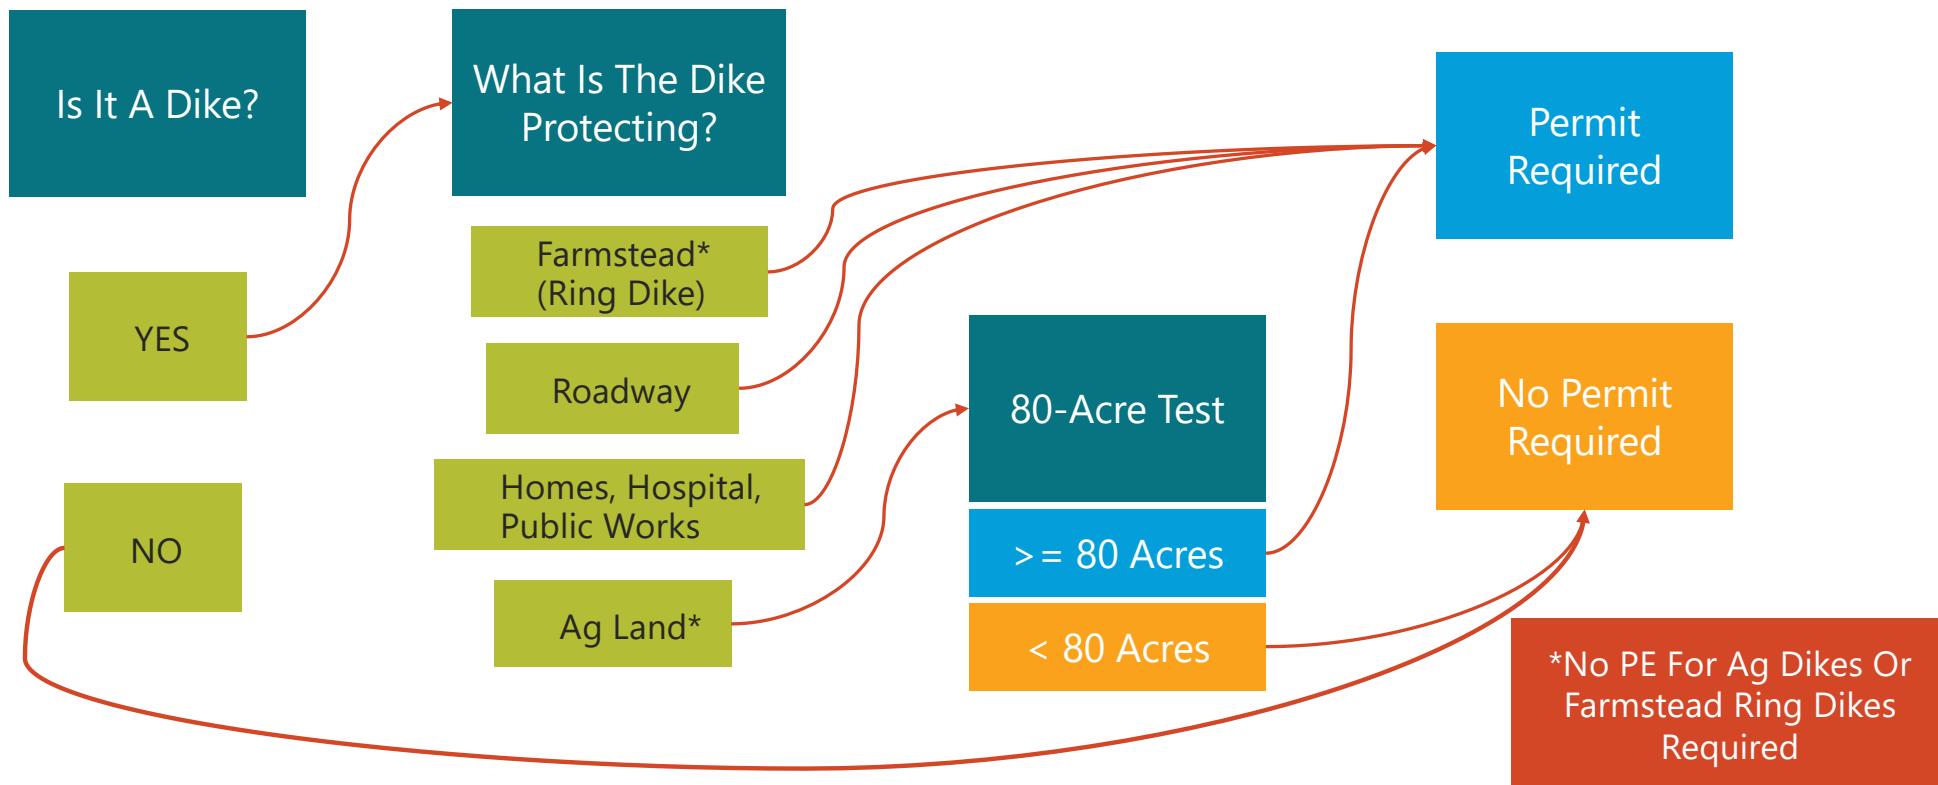 Is It A Dike?
What Is The Dike
Protecting?
Permit
Required
Farmstead*
(Ring Dike)
YES
Roadway
80-Acre Test
No Permit
Required
Homes, Hospital,
Public Works
NO
>= 80 Acres
Ag Land*
< 80 Acres
*No PE For Ag Dikes Or
Farmstead Ring Dikes
Required